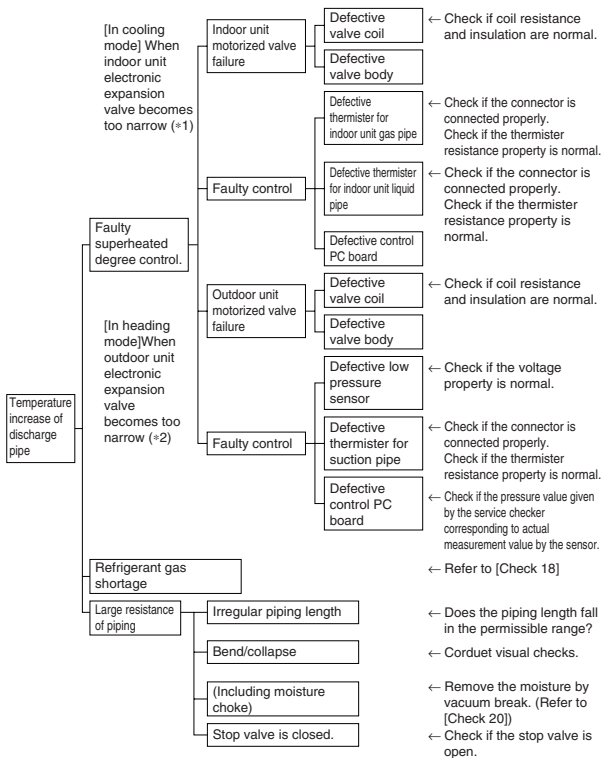 [In cooling
mode] When
indoor unit
electronic
expansion
valve becomes
too narrow (*1)
Indoor unit
motorized valve
failure
Defective
valve coil
← Check if coil resistance
and insulation are normal.
Defective
valve body
Defective
thermister for
indoor unit gas pipe
← Check if the connector is
connected properly.
Check if the thermister
resistance property is normal.
Faulty control
Defective thermister
for indoor unit liquid
pipe
← Check if the connector is
connected properly.
Check if the thermister
resistance property is
normal.
Defective control
PC board
Faulty
superheated
degree control.
Outdoor unit
motorized valve
failure
Defective
valve coil
← Check if coil resistance
and insulation are normal.
Defective
valve body
[In heading
mode]When
outdoor unit
electronic
expansion
valve
becomes too
narrow (*2)
Defective low
pressure
sensor
← Check if the voltage
property is normal.
Temperature
increase of
discharge
pipe
Faulty control
Defective
thermister for
suction pipe
← Check if the connector is
connected properly.
Check if the thermister
resistance property is normal.
Defective
control PC
board
← Check if the pressure value given
by the service checker
corresponding to actual
measurement value by the sensor.
Refrigerant gas
shortage
← Refer to [Check 18]
Large resistance
of piping
Irregular piping length
← Does the piping length fall
in the permissible range?
Bend/collapse
← Corduet visual checks.
(Including moisture
choke)
← Remove the moisture by
vacuum break. (Refer to
[Check 20])
Stop valve is closed.
← Check if the stop valve is
open.